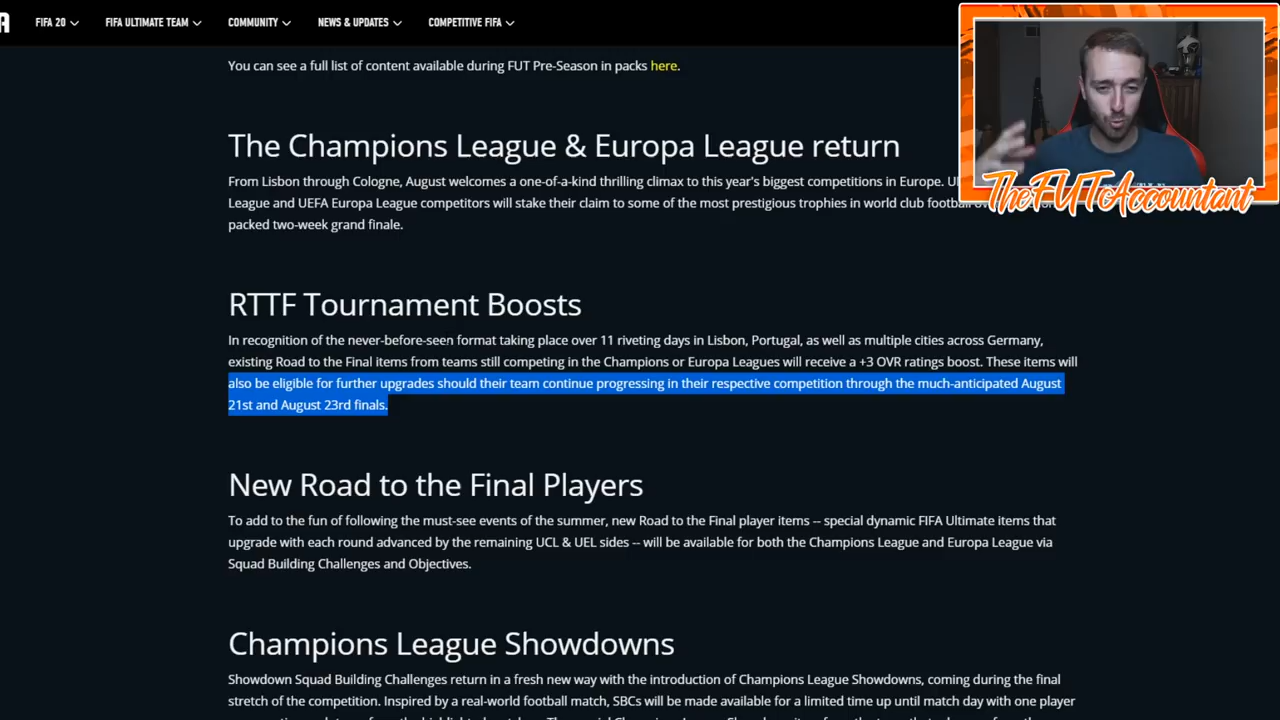 FIFA 20
FIFA ULTIMATE TEAM
COMMUNITY
NEWS & UPDATES
COMPETITIVE FIFA
You can see a full list of content available during FUT Pre-Season in packs here.
The Champions League & Europa League return
From Lisbon through Cologne, August welcomes a one-of-a-kind thrilling climax to this year's biggest competitions in Europe.
League and UEFA Europa League competitors will stake their claim to some of the most prestigious trophies in world club football
packed two-week grand finale.
TheFUTAccountant
RTTF Tournament Boosts
In recognition of the never-before-seen format taking place over 11 riveting days in Lisbon, Portugal, as well as multiple cities across Germany,
existing Road to the Final items from teams still competing in the Champions or Europa Leagues will receive a +3 OVR ratings boost. These items will
also be eligible for further upgrades should their team continue progressing in their respective competition through the much-anticipated August
21st and August 23rd finals.
New Road to the Final Players
To add to the fun of following the must-see events of the summer, new Road to the Final player items -- special dynamic FIFA Ultimate items that
upgrade with each round advanced by the remaining UCL & UEL sides -- will be available for both the Champions League and Europa League via
Squad Building Challenges and Objectives.
Champions League Showdowns
Showdown Squad Building Challenges return in a fresh new way with the introduction of Champions League Showdowns, coming during the final
stretch of the competition. Inspired by a real-world football match, SBCs will be made available for a limited time up until match day with one player